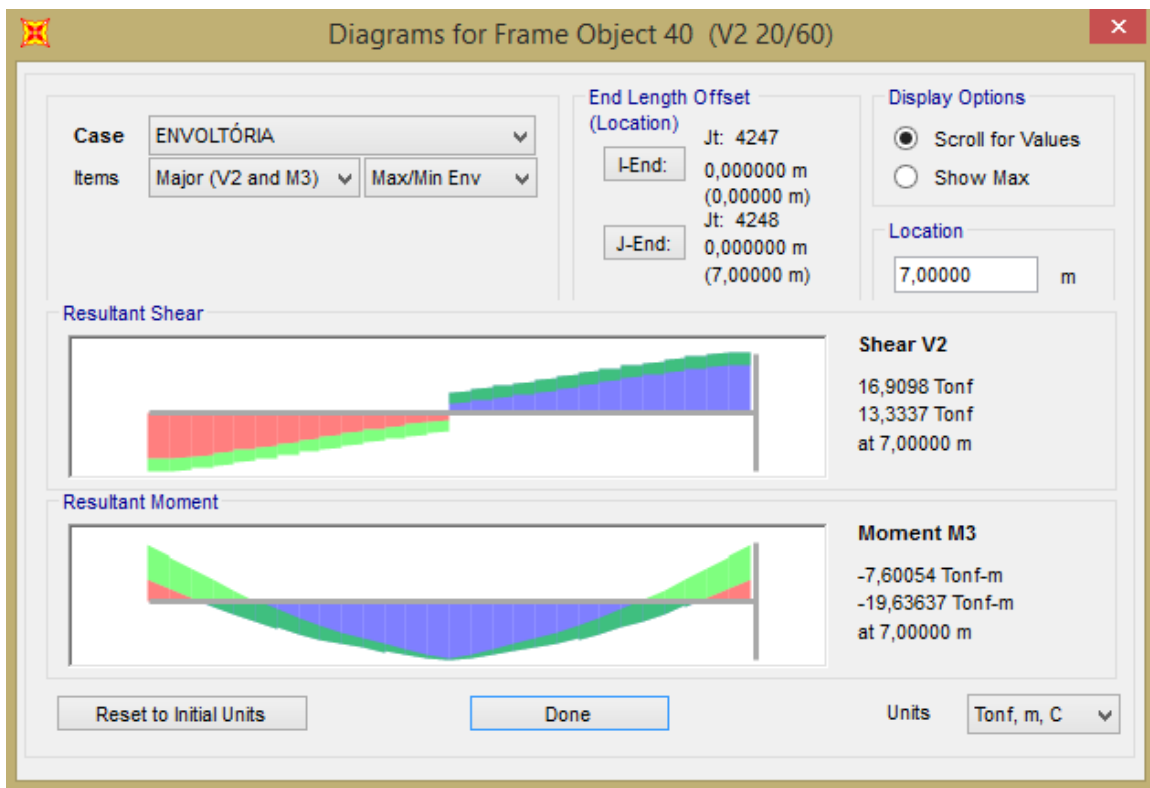 Diagrams for Frame Object 40 (V2 20/60)
Case
ENVOLTÓRIA
Items
Major (V2 and M3)
Max/Min Env
End Length Offset
(Location)
I-End:
Jt: 4247
0,000000 m
(0,00000 m)
J-End:
Jt: 4248
0,000000 m
(7,00000 m)
Display Options
Scroll for Values
Show Max
Location
7,00000 m
Resultant Shear
Shear V2
16,9098 Tonf
13,3337 Tonf
at 7,00000 m
Resultant Moment
Moment M3
-7,60054 Tonf-m
-19,63637 Tonf-m
at 7,00000 m
Reset to Initial Units
Done
Units
Tonf, m, C